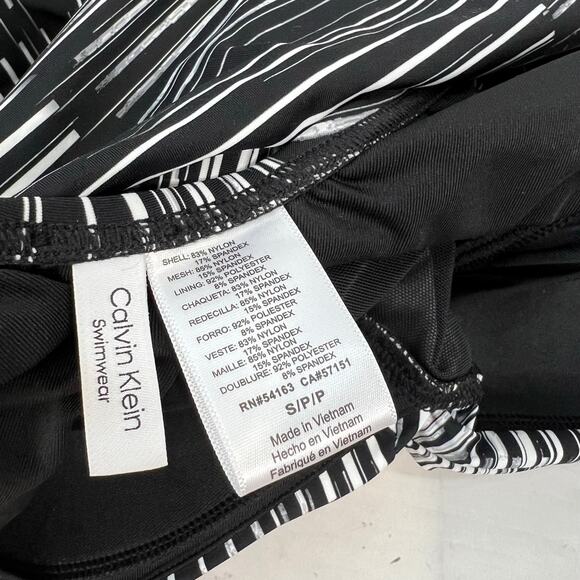 Calvin Klein
Swimwear
SHELL: 83% NYLON
17% SPANDEX
MESH: 85% NYLON
15% SPANDEX
LINING: 92% POLYESTER
8% SPANDEX
CHAQUETA: 83% NYLON
17% SPANDEX
REDECILLA: 85% NYLON
15% SPANDEX
FORRO: 92% POLIESTER
8% SPANDEX
VESTE: 83% NYLON
17% SPANDEX
MAILLE: 85% NYLON
15% SPANDEX
DOUBLURE: 92% POLYESTER
8% SPANDEX
RN#54163 CA#57151
S/P/P
Made in Vietnam
Hecho en Vietnam
Fabriqué en Vietnam